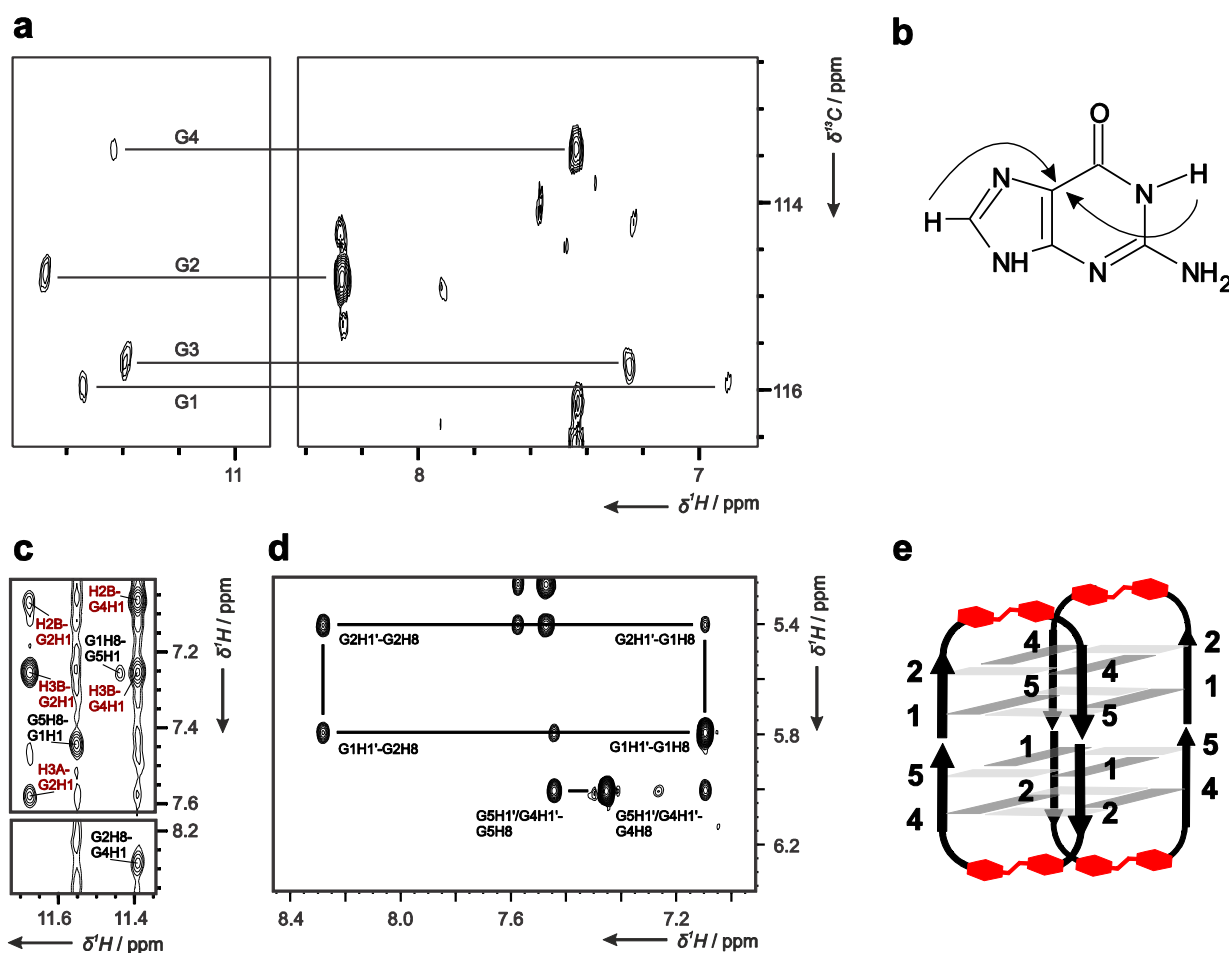 a
G4
G2
G3
G1
114
116
δ¹³C / ppm
11
8
7
δ¹H / ppm
b
O
N
N
H
H
NH
N
NH₂
c
H2B-
G2H1
H2B-
G4H1
G1H8-
G5H1
H3B-
G2H1
H3B-
G4H1
G5H8-
G1H1
H3A-
G2H1
G2H8-
G4H1
7.2
7.6
8.2
δ¹H / ppm
11.6
11.4
δ¹H / ppm
d
G2H1'-G2H8
G2H1'-G1H8
G1H1'-G2H8
G1H1'-G1H8
G5H1'/G4H1'-
G5H8
G5H1'/G4H1'-
G4H8
5.4
5.8
6.2
δ¹H / ppm
8.4
8.0
7.6
7.2
δ¹H / ppm
e
4
2
2
4
5
1
1
5
1
5
5
1
2
4
4
2